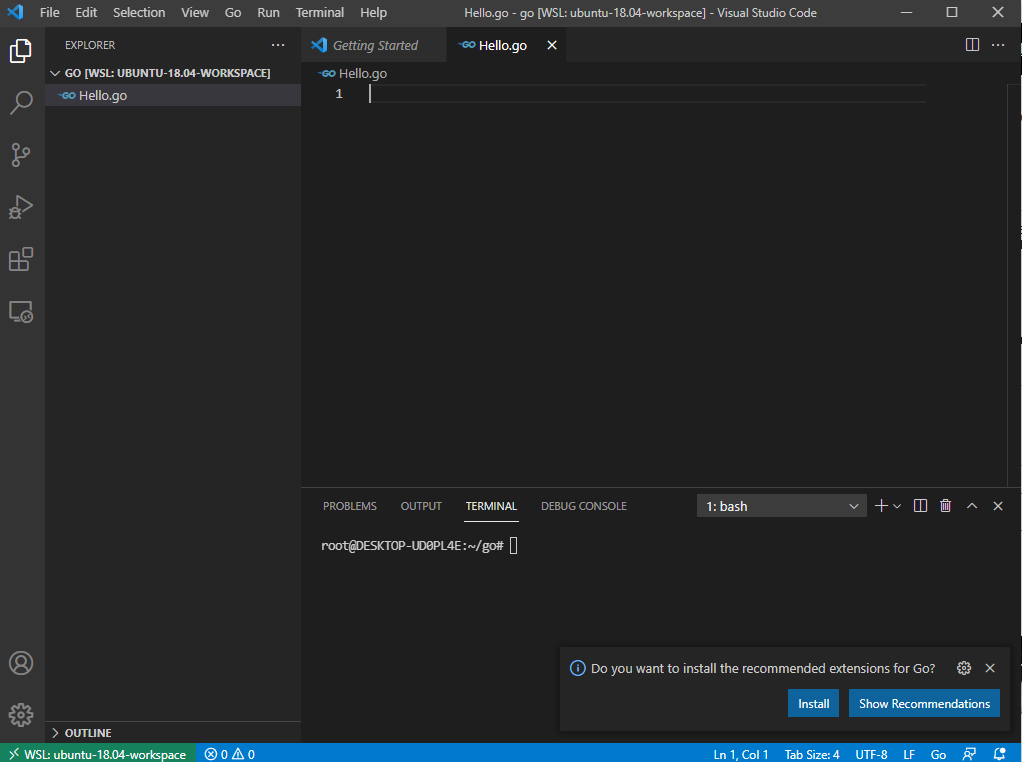 File Edit Selection View Go Run Terminal Help Hello.go - go [WSL: ubuntu-18.04-workspace] - Visual Studio Code
EXPLORER
GO [WSL: UBUNTU-18.04-WORKSPACE]
GO Hello.go
OUTLINE
Getting Started GO Hello.go
GO Hello.go
1
PROBLEMS OUTPUT TERMINAL DEBUG CONSOLE 1: bash
root@DESKTOP-UD0PL4E:~/go#
Do you want to install the recommended extensions for Go?
Install Show Recommendations
WSL: ubuntu-18.04-workspace 0 0 Ln 1, Col 1 Tab Size: 4 UTF-8 LF Go